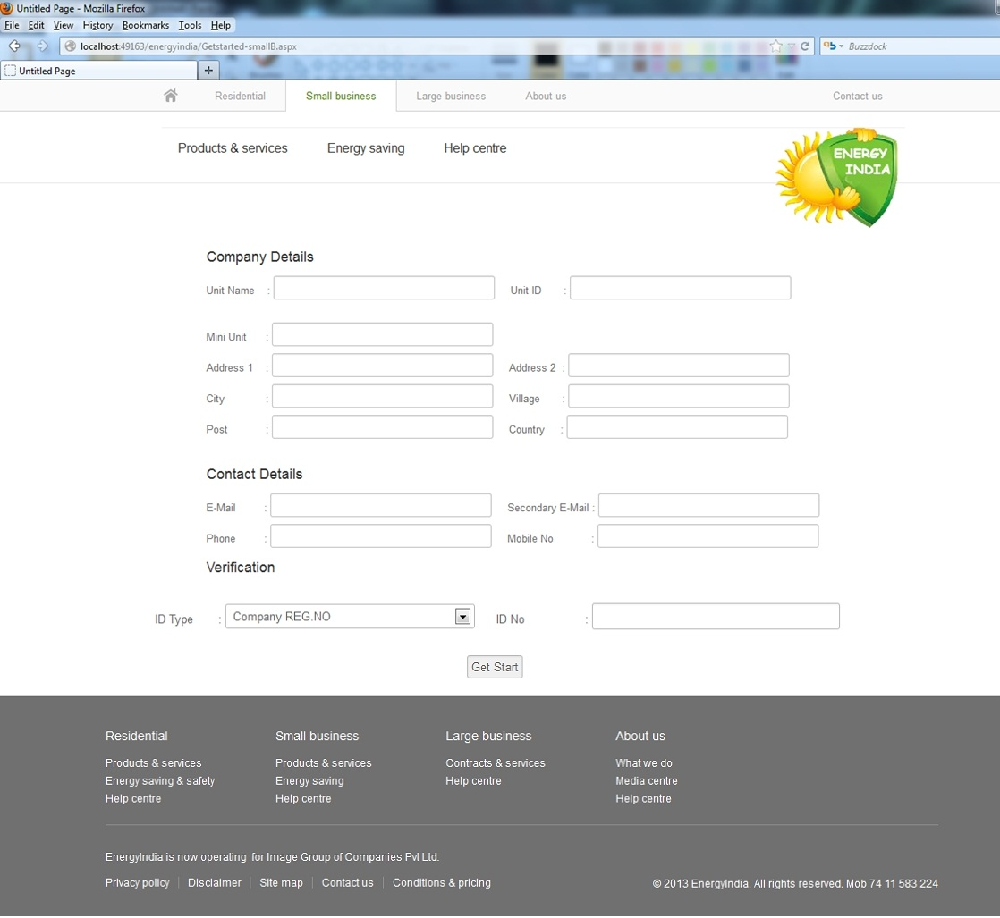 Untitled Page - Mozilla Firefox
File Edit View History Bookmarks Tools Help
localhost:49163/energyindia/Getstarted-smallB.aspx
Buzzdock
Untitled Page
Residential Small business Large business About us Contact us
Products & services Energy saving Help centre
ENERGY
INDIA
Company Details
Unit Name : Unit ID :
Mini Unit :
Address 1 : Address 2 :
City : Village :
Post : Country :
Contact Details
E-Mail : Secondary E-Mail :
Phone : Mobile No :
Verification
ID Type : Company REG.NO ID No :
Get Start
Residential Small business Large business About us
Products & services Products & services Contracts & services What we do
Energy saving & safety Energy saving Help centre Media centre
Help centre Help centre Help centre
EnergyIndia is now operating for Image Group of Companies Pvt Ltd.
Privacy policy Disclaimer Site map Contact us Conditions & pricing © 2013 EnergyIndia. All rights reserved. Mob 74 11 583 224